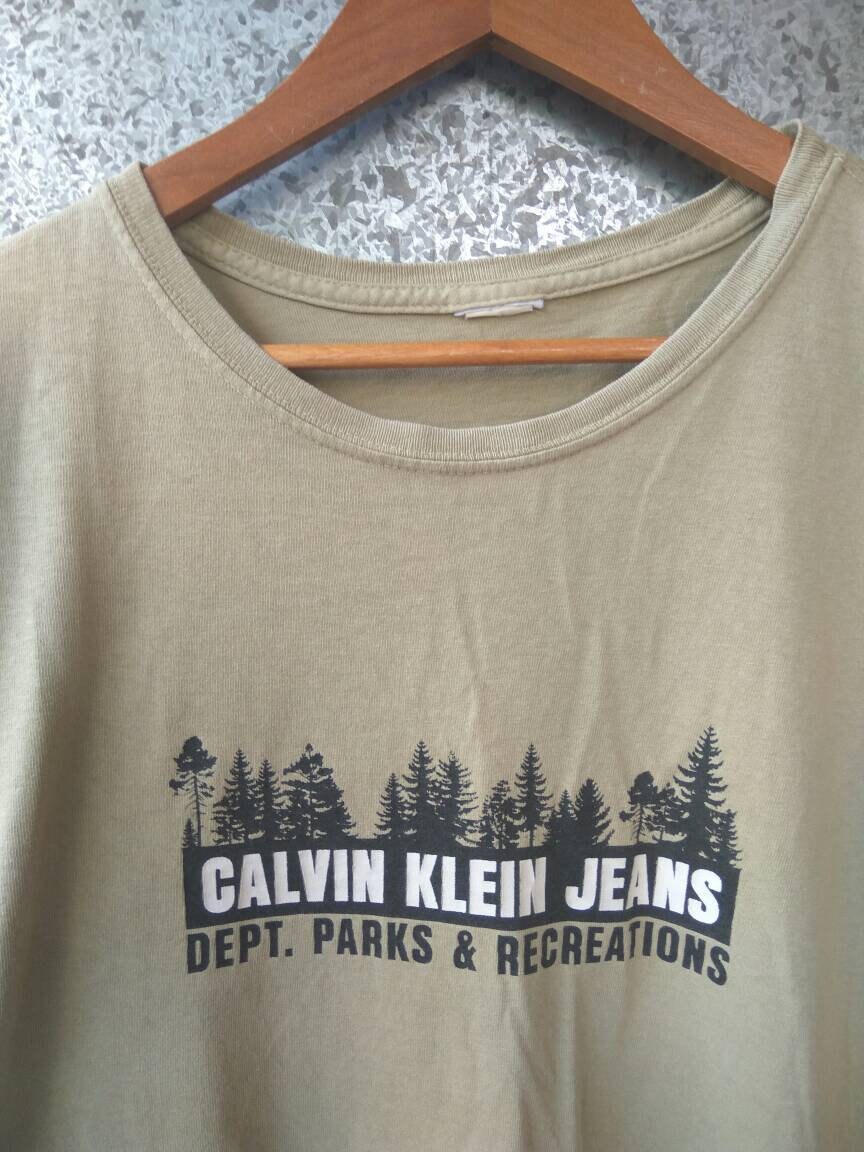 CALVIN KLEIN JEANS
DEPT. PARKS & RECREATIONS